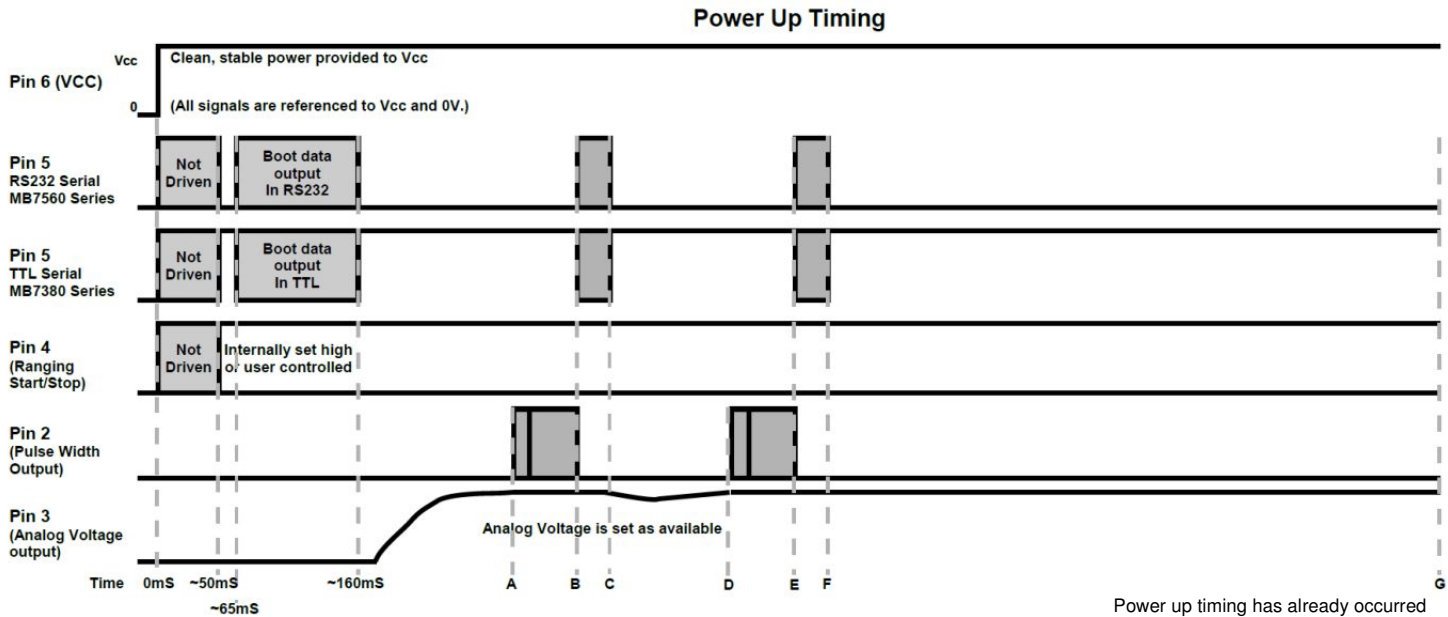 Power Up Timing
Vcc
Clean, stable power provided to Vcc
Pin 6 (VCC)
0
(All signals are referenced to Vcc and 0V.)
Pin 5
RS232 Serial
MB7560 Series
Not
Driven
Boot data
output
In RS232
Pin 5
TTL Serial
MB7380 Series
Not
Driven
Boot data
output
In TTL
Pin 4
(Ranging
Start/Stop)
Not
Driven
Internally set high
or user controlled
Pin 2
(Pulse Width
Output)
Pin 3
(Analog Voltage
output)
Analog Voltage is set as available
Time 0mS ~50mS ~160mS A B C D E F G
~65mS
Power up timing has already occurred